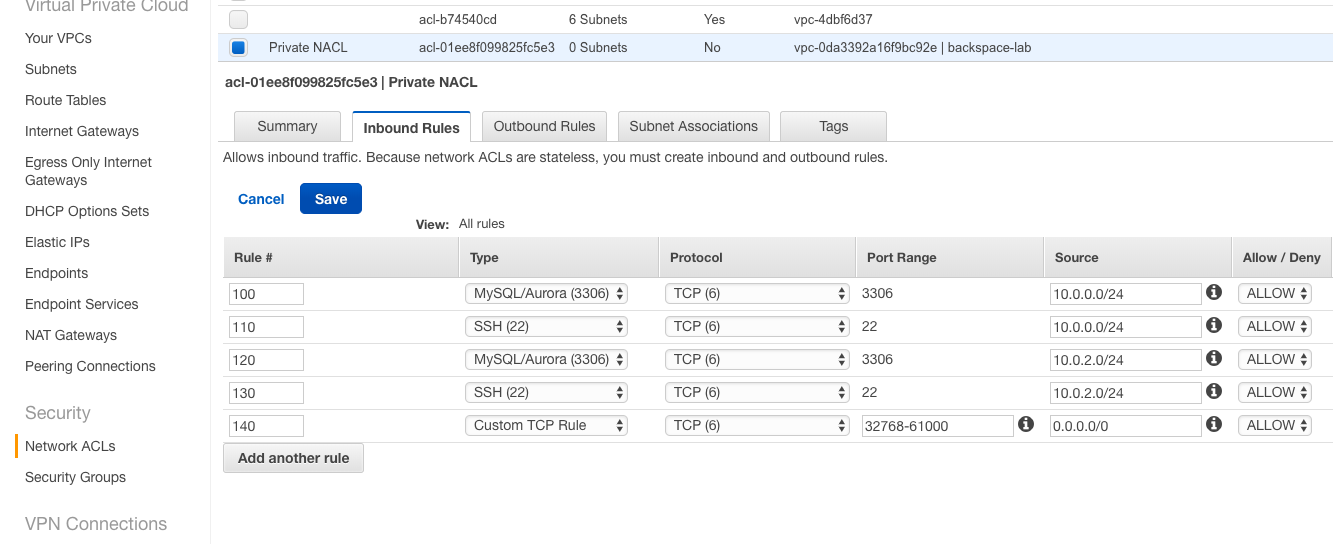 Virtual Private Cloud
Your VPCs
Subnets
Route Tables
Internet Gateways
Egress Only Internet
Gateways
DHCP Options Sets
Elastic IPs
Endpoints
Endpoint Services
NAT Gateways
Peering Connections
Security
Network ACLs
Security Groups
VPN Connections
acl-b74540cd 6 Subnets Yes vpc-4dbf6d37
Private NACL acl-01ee8f099825fc5e3 0 Subnets No vpc-0da3392a16f9bc92e | backspace-lab
acl-01ee8f099825fc5e3 | Private NACL
Summary Inbound Rules Outbound Rules Subnet Associations Tags
Allows inbound traffic. Because network ACLs are stateless, you must create inbound and outbound rules.
Cancel Save
View: All rules
Rule # Type Protocol Port Range Source Allow / Deny
100 MySQL/Aurora (3306) TCP (6) 3306 10.0.0.0/24 ALLOW
110 SSH (22) TCP (6) 22 10.0.0.0/24 ALLOW
120 MySQL/Aurora (3306) TCP (6) 3306 10.0.2.0/24 ALLOW
130 SSH (22) TCP (6) 22 10.0.2.0/24 ALLOW
140 Custom TCP Rule TCP (6) 32768-61000 0.0.0.0/0 ALLOW
Add another rule